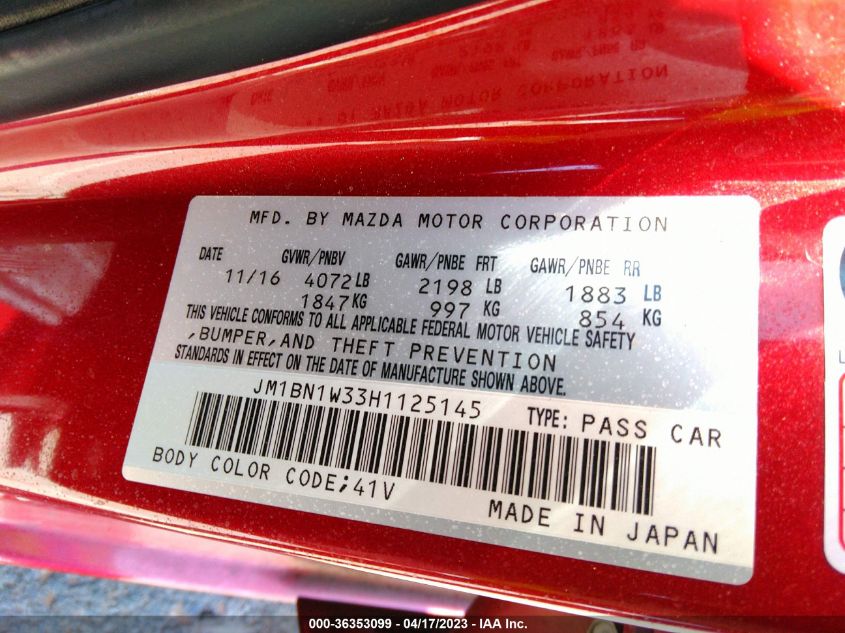 MFD. BY MAZDA MOTOR CORPORATION
DATE GVWR/PNBV GAWR/PNBE FRT GAWR/PNBE RR
11/16 4072 LB 2198 LB 1883 LB
1847 KG 997 KG 854 KG
THIS VEHICLE CONFORMS TO ALL APPLICABLE FEDERAL MOTOR VEHICLE SAFETY
,BUMPER,AND THEFT PREVENTION
STANDARDS IN EFFECT ON THE DATE OF MANUFACTURE SHOWN ABOVE.
JM1BN1W33H1125145 TYPE: PASS CAR
BODY COLOR CODE;41V
MADE IN JAPAN
000-36353099 - 04/17/2023 - IAA Inc.